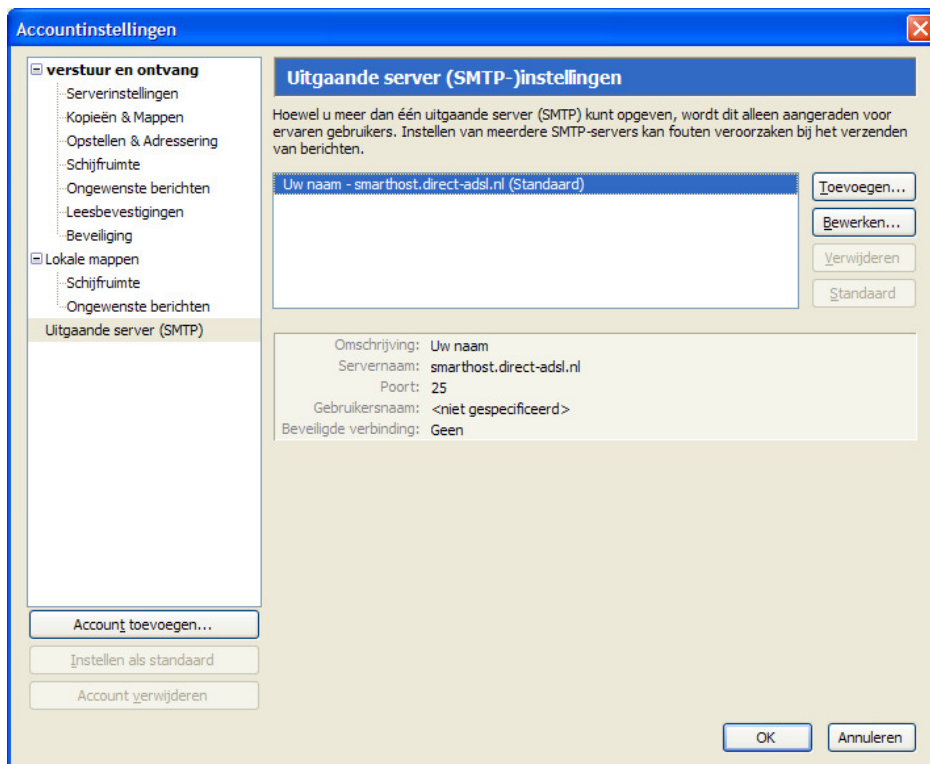 Accountinstellingen
verstuur en ontvang
Serverinstellingen
Kopieën & Mappen
Opstellen & Adressering
Schijfruimte
Ongewenste berichten
Leesbevestigingen
Beveiliging
Lokale mappen
Schijfruimte
Ongewenste berichten
Uitgaande server (SMTP)
Account toevoegen...
Instellen als standaard
Account verwijderen
Uitgaande server (SMTP-)instellingen
Hoewel u meer dan één uitgaande server (SMTP) kunt opgeven, wordt dit alleen aangeraden voor
ervaren gebruikers. Instellen van meerdere SMTP-servers kan fouten veroorzaken bij het verzenden
van berichten.
Uw naam - smarthost.direct-adsl.nl (Standaard)
Toevoegen...
Bewerken...
Verwijderen
Standaard
Omschrijving: Uw naam
Servernaam: smarthost.direct-adsl.nl
Poort: 25
Gebruikersnaam: <niet gespecificeerd>
Beveiligde verbinding: Geen
OK
Annuleren